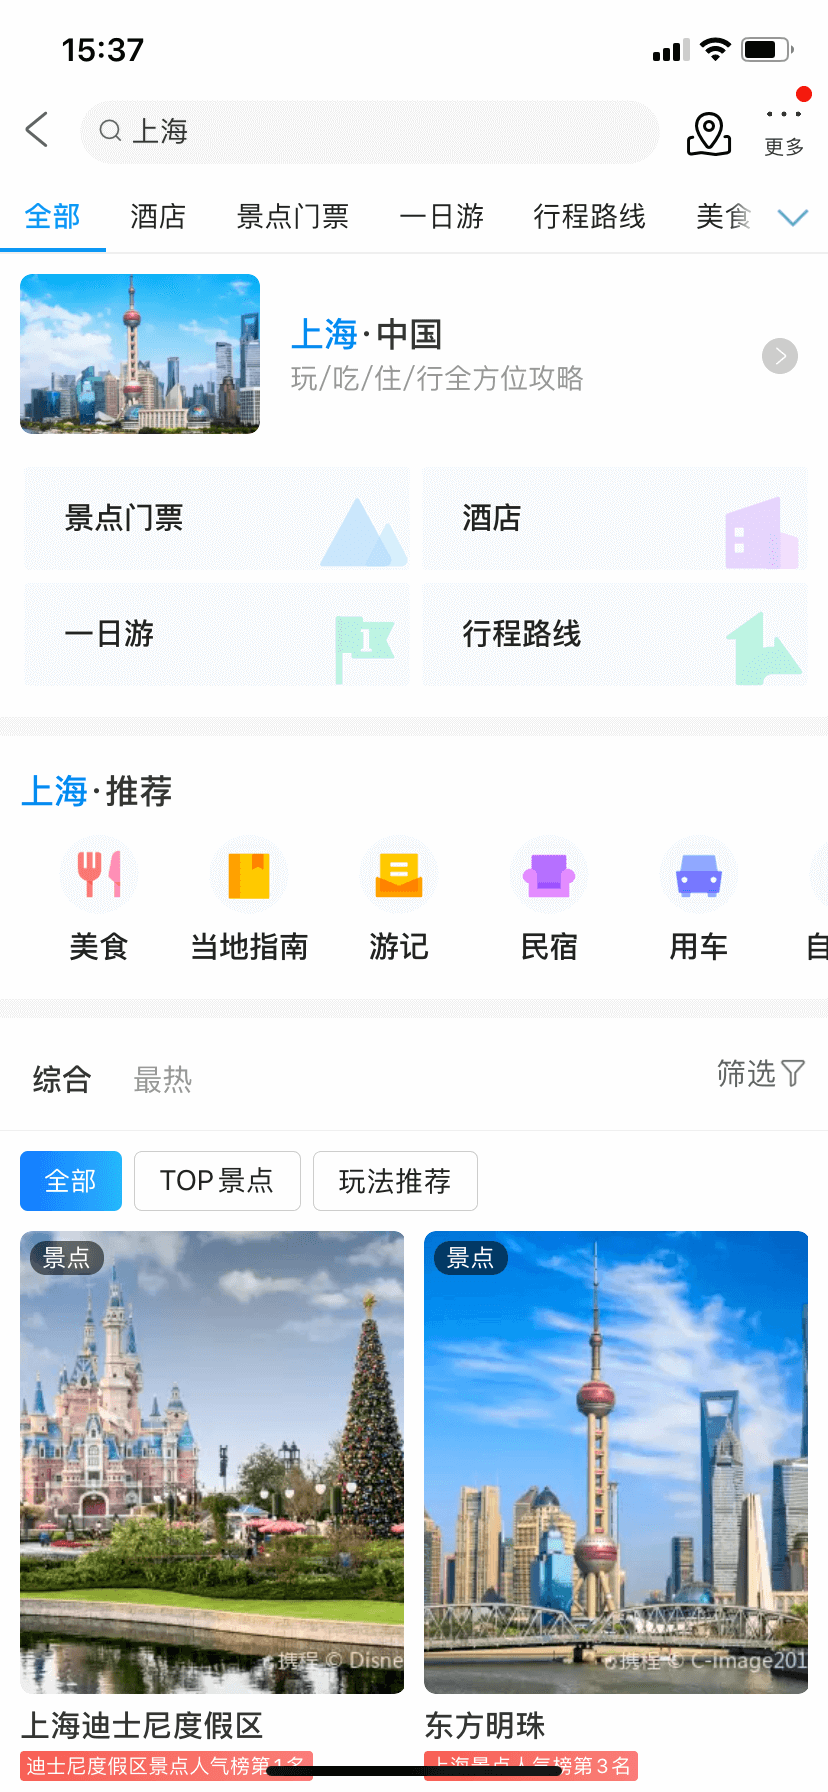 15:37
上海
更多
全部 酒店 景点门票 一日游 行程路线 美食
上海·中国
玩/吃/住/行全方位攻略
景点门票 酒店
一日游 1 行程路线
上海·推荐
美食 当地指南 游记 民宿 用车 自
综合 最热 筛选
全部 TOP景点 玩法推荐
景点 景点
携程 © Disne 携程 © C-Image201
上海迪士尼度假区 东方明珠
迪士尼度假区景点人气榜第1名 上海景点人气榜第3名